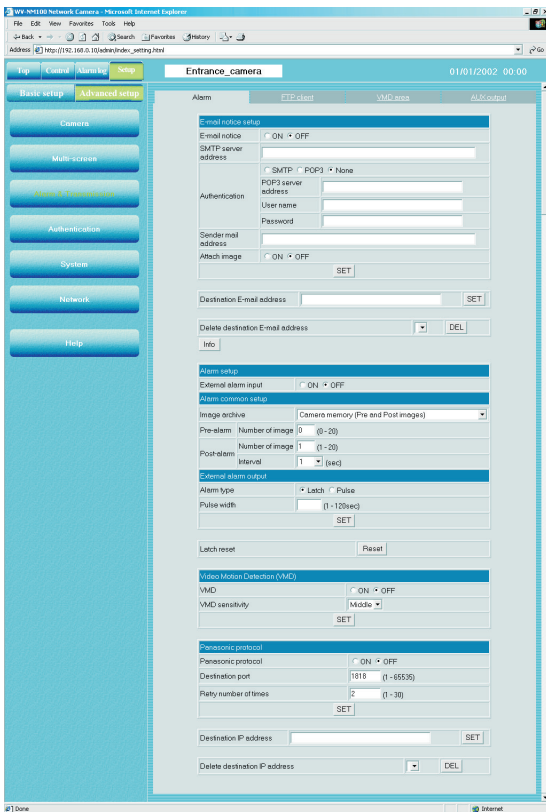 WV-NM100 Network Camera - Microsoft Internet Explorer
File Edit View Favorites Tools Help
Back Search Favorites History
Address http://192.168.0.10/admin/index_setting.html Go
Top Control Alarm log Setup
Entrance_camera 01/01/2002 00:00
Basic setup Advanced setup
Alarm FTP client VMD area AUX output
Camera
Multi-screen
Authentication
System
Network
Help
E-mail notice setup
E-mail notice ON OFF
SMTP server address
Authentication SMTP POP3 None
POP3 server address
User name
Password
Sender mail address
Attach image ON OFF
SET
Destination E-mail address SET
Delete destination E-mail address DEL
Info
Alarm setup
External alarm input ON OFF
Alarm common setup
Image archive Camera memory (Pre and Post images)
Pre-alarm Number of image 0 (0-20)
Post-alarm Number of image 1 (1-20)
Interval 1 (sec)
External alarm output
Alarm type Latch Pulse
Pulse width (1-120sec)
SET
Latch reset Reset
Video Motion Detection (VMD)
VMD ON OFF
VMD sensitivity Middle
SET
Panasonic protocol
Panasonic protocol ON OFF
Destination port 1818 (1-65535)
Retry number of times 2 (1-30)
SET
Destination IP address SET
Delete destination IP address DEL
Done Internet